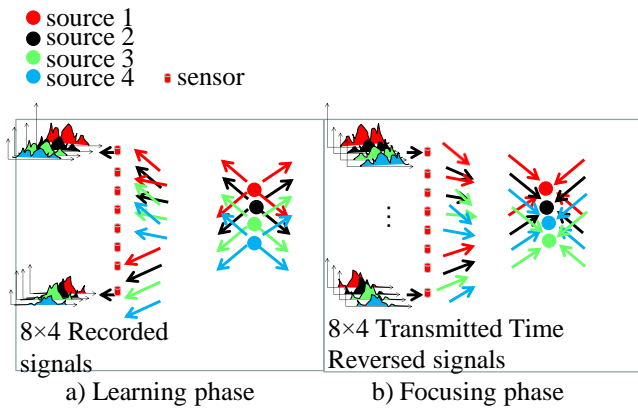 source 1
source 2
source 3
source 4
sensor
8×4 Recorded
signals
8×4 Transmitted Time
Reversed signals
a) Learning phase
b) Focusing phase